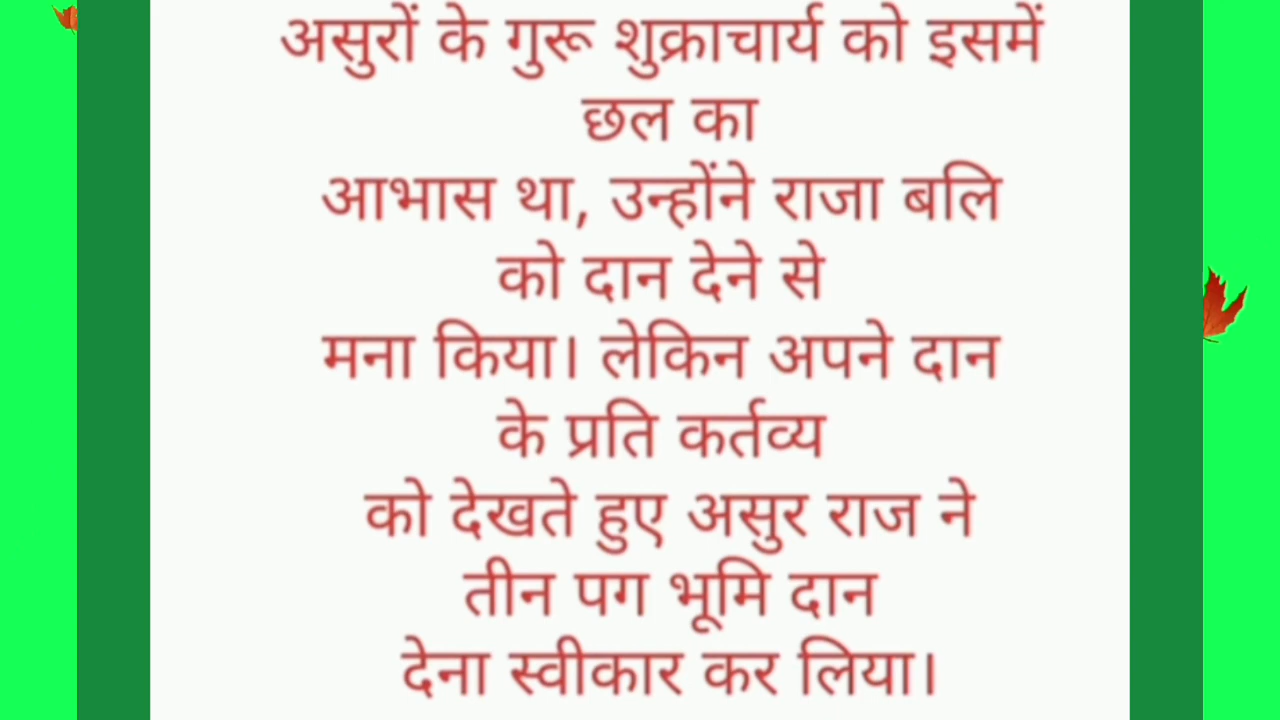 असुरों के गुरू शुक्राचार्य को इसमें
छल का
आभास था, उन्होंने राजा बलि
को दान देने से
मना किया। लेकिन अपने दान
के प्रति कर्तव्य
को देखते हुए असुर राज ने
तीन पग भूमि दान
देना स्वीकार कर लिया।